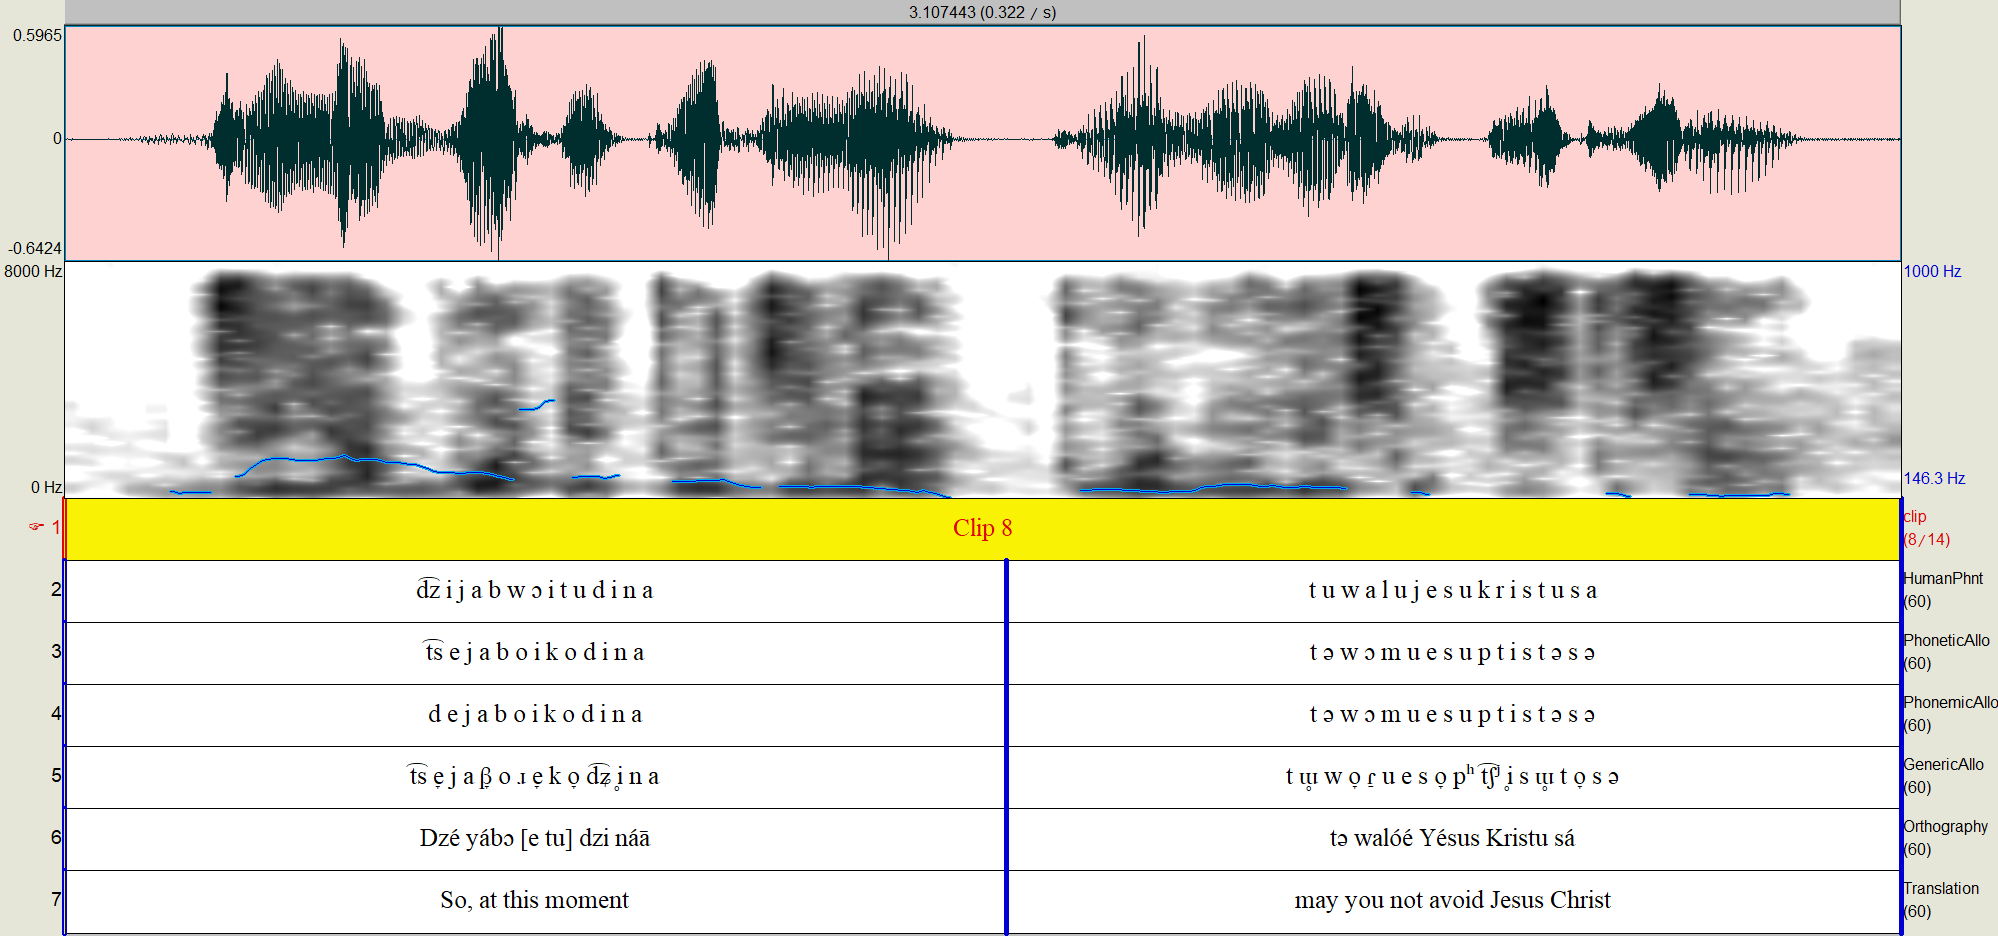 3.107443 (0.322 / s)
0.5965
0
-0.6424
8000 Hz
1000 Hz
0 Hz
146.3 Hz
☞ 1 Clip 8 clip (8/14)
2 d͡z i j a b w ɔ i t u d i n a t u w a l u j e s u k r i s t u s a HumanPhnt (60)
3 t͡s e j a b o i k o d i n a t ə w ɔ m u e s u p t i s t ə s ə PhoneticAllo (60)
4 d e j a b o i k o d i n a t ə w ɔ m u e s u p t i s t ə s ə PhonemicAllo (60)
5 t͡s e̞ j a β̞ o ɹ e̞ k o̞ d͡ʑ i̥ n a t ɯ̥ w o̞ ɾ̠ u e s o̞ pʰ t͡ʃʲ i̥ s ɯ̥ t o̞ s ə GenericAllo (60)
6 Dzé yábɔ [e tu] dzi náā tə walóé Yésus Kristu sá Orthography (60)
7 So, at this moment may you not avoid Jesus Christ Translation (60)